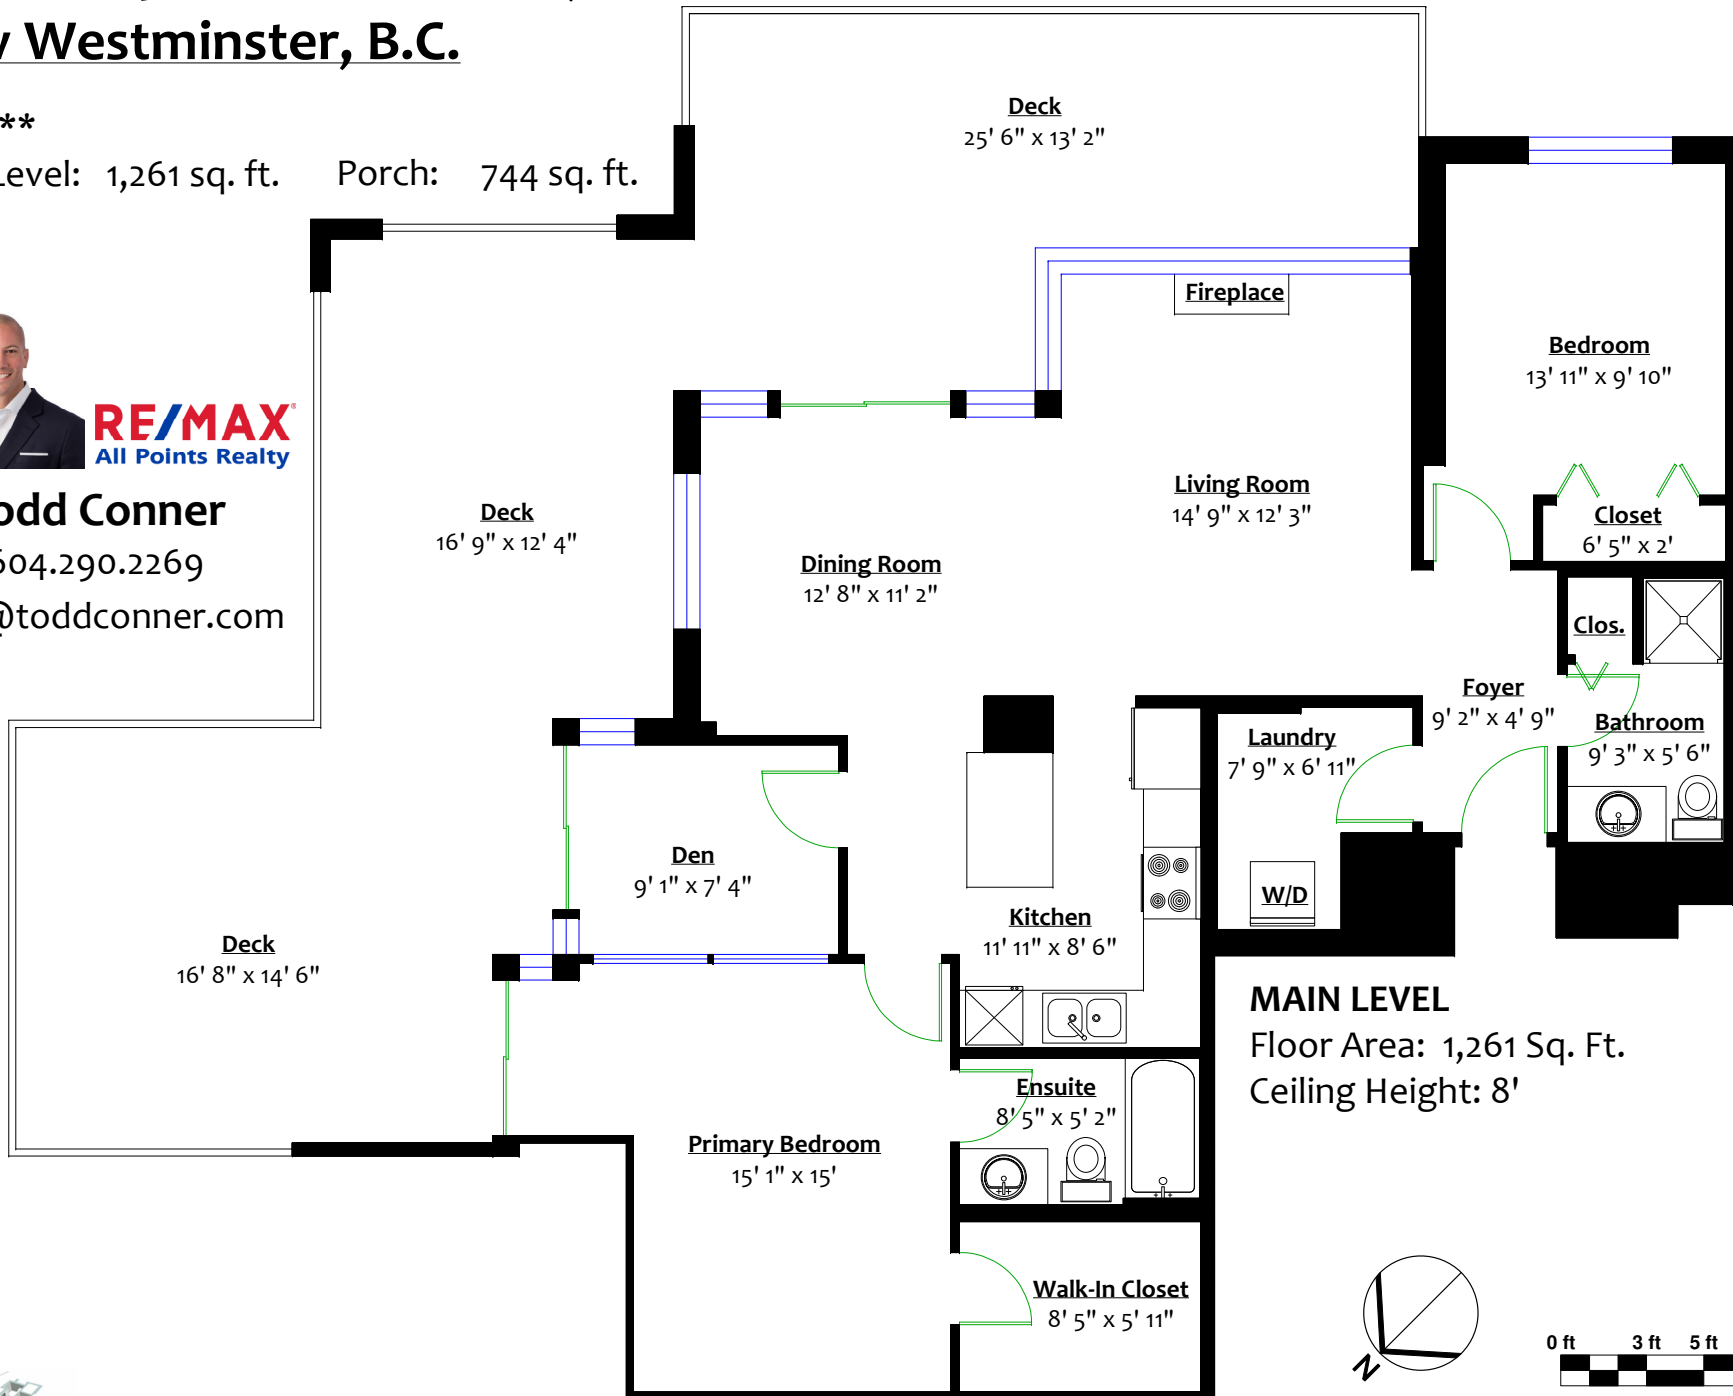 Westminster, B.C.
**
Level: 1,261 sq. ft. Porch: 744 sq. ft.
RE/MAX
All Points Realty
Todd Conner
604.290.2269
@toddconner.com
Deck
25' 6" x 13' 2"
Fireplace
Bedroom
13' 11" x 9' 10"
Closet
6' 5" x 2'
Living Room
14' 9" x 12' 3"
Deck
16' 9" x 12' 4"
Dining Room
12' 8" x 11' 2"
Clos.
Foyer
9' 2" x 4' 9"
Bathroom
9' 3" x 5' 6"
Laundry
7' 9" x 6' 11"
W/D
Den
9' 1" x 7' 4"
Kitchen
11' 11" x 8' 6"
Deck
16' 8" x 14' 6"
MAIN LEVEL
Floor Area: 1,261 Sq. Ft.
Ceiling Height: 8'
Ensuite
8' 5" x 5' 2"
Primary Bedroom
15' 1" x 15'
Walk-In Closet
8' 5" x 5' 11"
N
0 ft 3 ft 5 ft